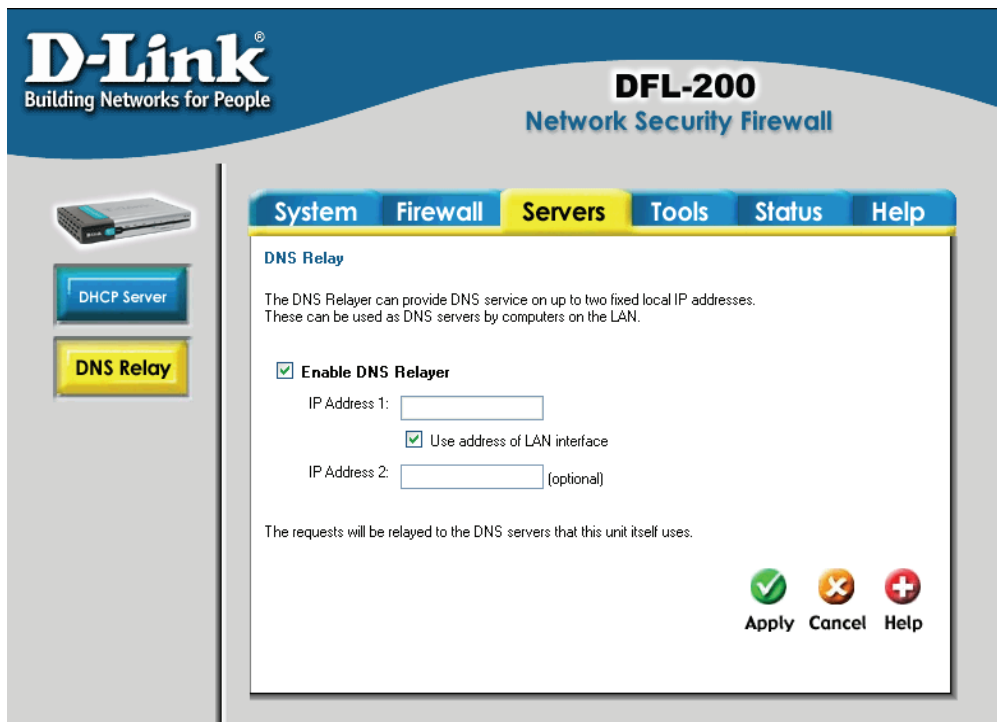 D-Link®
Building Networks for People
DFL-200
Network Security Firewall
System Firewall Servers Tools Status Help
DHCP Server
DNS Relay
DNS Relay
The DNS Relayer can provide DNS service on up to two fixed local IP addresses.
These can be used as DNS servers by computers on the LAN.
Enable DNS Relayer
IP Address 1:
Use address of LAN interface
IP Address 2: (optional)
The requests will be relayed to the DNS servers that this unit itself uses.
Apply Cancel Help